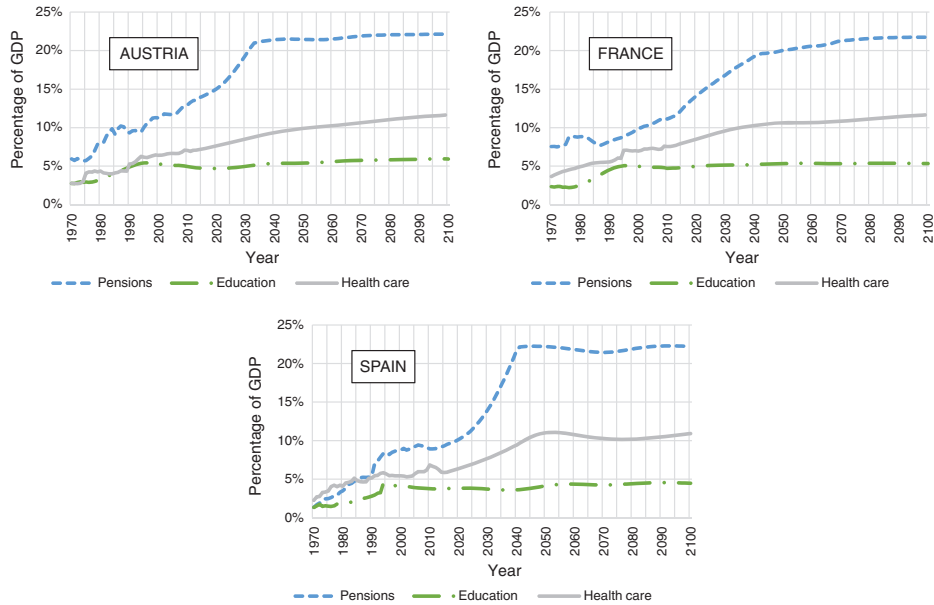 AUSTRIA
Percentage of GDP
25%
20%
15%
10%
5%
0%
1970 1980 1990 2000 2010 2020 2030 2040 2050 2060 2070 2080 2090 2100
Year
Pensions Education Health care
FRANCE
Percentage of GDP
25%
20%
15%
10%
5%
0%
1970 1980 1990 2000 2010 2020 2030 2040 2050 2060 2070 2080 2090 2100
Year
Pensions Education Health care
SPAIN
Percentage of GDP
25%
20%
15%
10%
5%
0%
1970 1980 1990 2000 2010 2020 2030 2040 2050 2060 2070 2080 2090 2100
Year
Pensions Education Health care